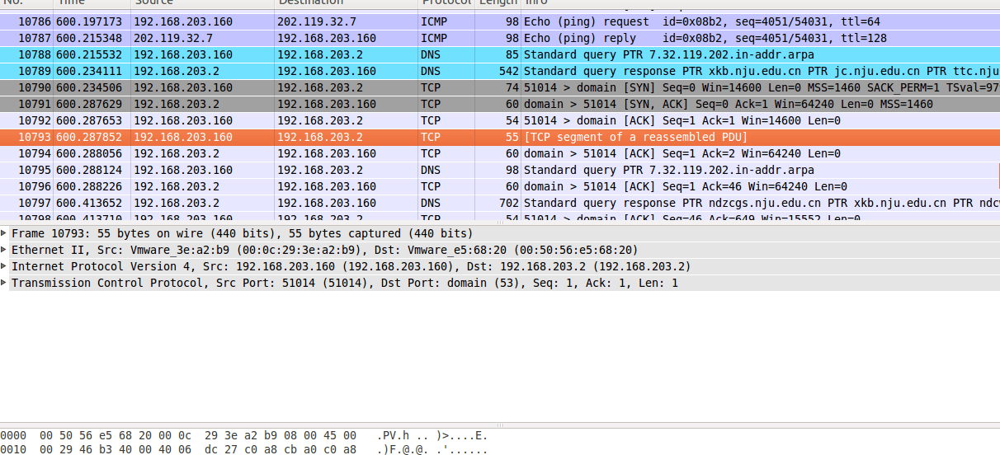 No. Time Source Destination Protocol Length Info
10786 600.197173 192.168.203.160 202.119.32.7 ICMP 98 Echo (ping) request id=0x08b2, seq=4051/54031, ttl=64
10787 600.215348 202.119.32.7 192.168.203.160 ICMP 98 Echo (ping) reply id=0x08b2, seq=4051/54031, ttl=128
10788 600.215532 192.168.203.160 192.168.203.2 DNS 85 Standard query PTR 7.32.119.202.in-addr.arpa
10789 600.234111 192.168.203.2 192.168.203.160 DNS 542 Standard query response PTR xkb.nju.edu.cn PTR jc.nju.edu.cn PTR ttc.nju
10790 600.234506 192.168.203.160 192.168.203.2 TCP 74 51014 > domain [SYN] Seq=0 Win=14600 Len=0 MSS=1460 SACK_PERM=1 TSval=97
10791 600.287629 192.168.203.2 192.168.203.160 TCP 60 domain > 51014 [SYN, ACK] Seq=0 Ack=1 Win=64240 Len=0 MSS=1460
10792 600.287653 192.168.203.160 192.168.203.2 TCP 54 51014 > domain [ACK] Seq=1 Ack=1 Win=14600 Len=0
10793 600.287852 192.168.203.160 192.168.203.2 TCP 55 [TCP segment of a reassembled PDU]
10794 600.288056 192.168.203.2 192.168.203.160 TCP 60 domain > 51014 [ACK] Seq=1 Ack=2 Win=64240 Len=0
10795 600.288124 192.168.203.160 192.168.203.2 DNS 98 Standard query PTR 7.32.119.202.in-addr.arpa
10796 600.288226 192.168.203.2 192.168.203.160 TCP 60 domain > 51014 [ACK] Seq=1 Ack=46 Win=64240 Len=0
10797 600.413652 192.168.203.2 192.168.203.160 DNS 702 Standard query response PTR ndzcgs.nju.edu.cn PTR xkb.nju.edu.cn PTR ndcw
10798 600.413710 192.168.203.160 192.168.203.2 TCP 54 51014 > domain [ACK] Seq=46 Ack=649 Win=15552 Len=0
Frame 10793: 55 bytes on wire (440 bits), 55 bytes captured (440 bits)
Ethernet II, Src: Vmware_3e:a2:b9 (00:0c:29:3e:a2:b9), Dst: Vmware_e5:68:20 (00:50:56:e5:68:20)
Internet Protocol Version 4, Src: 192.168.203.160 (192.168.203.160), Dst: 192.168.203.2 (192.168.203.2)
Transmission Control Protocol, Src Port: 51014 (51014), Dst Port: domain (53), Seq: 1, Ack: 1, Len: 1
0000 00 50 56 e5 68 20 00 0c 29 3e a2 b9 08 00 45 00 .PV.h .. )>....E.
0010 00 29 46 b3 40 00 40 06 dc 27 c0 a8 cb a0 c0 a8 .)F.@.@. .'......